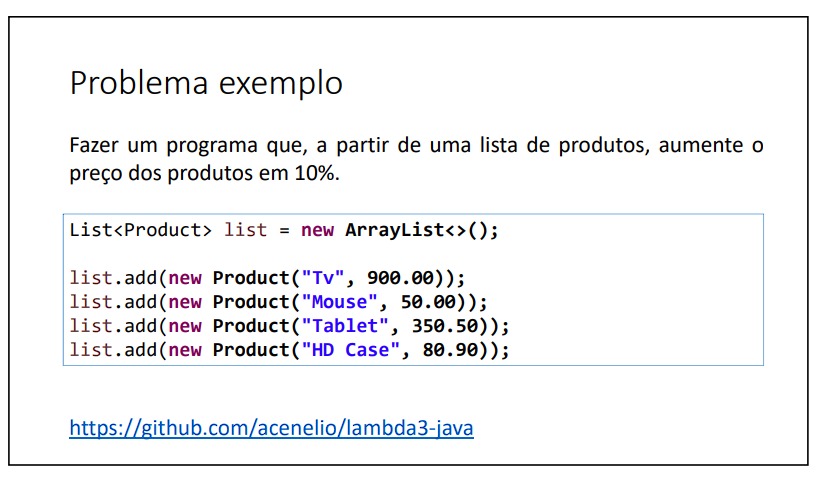 Problema exemplo
Fazer um programa que, a partir de uma lista de produtos, aumente o
preço dos produtos em 10%.
List<Product> list = new ArrayList<>();
list.add(new Product("Tv", 900.00));
list.add(new Product("Mouse", 50.00));
list.add(new Product("Tablet", 350.50));
list.add(new Product("HD Case", 80.90));
https://github.com/acenelio/lambda3-java